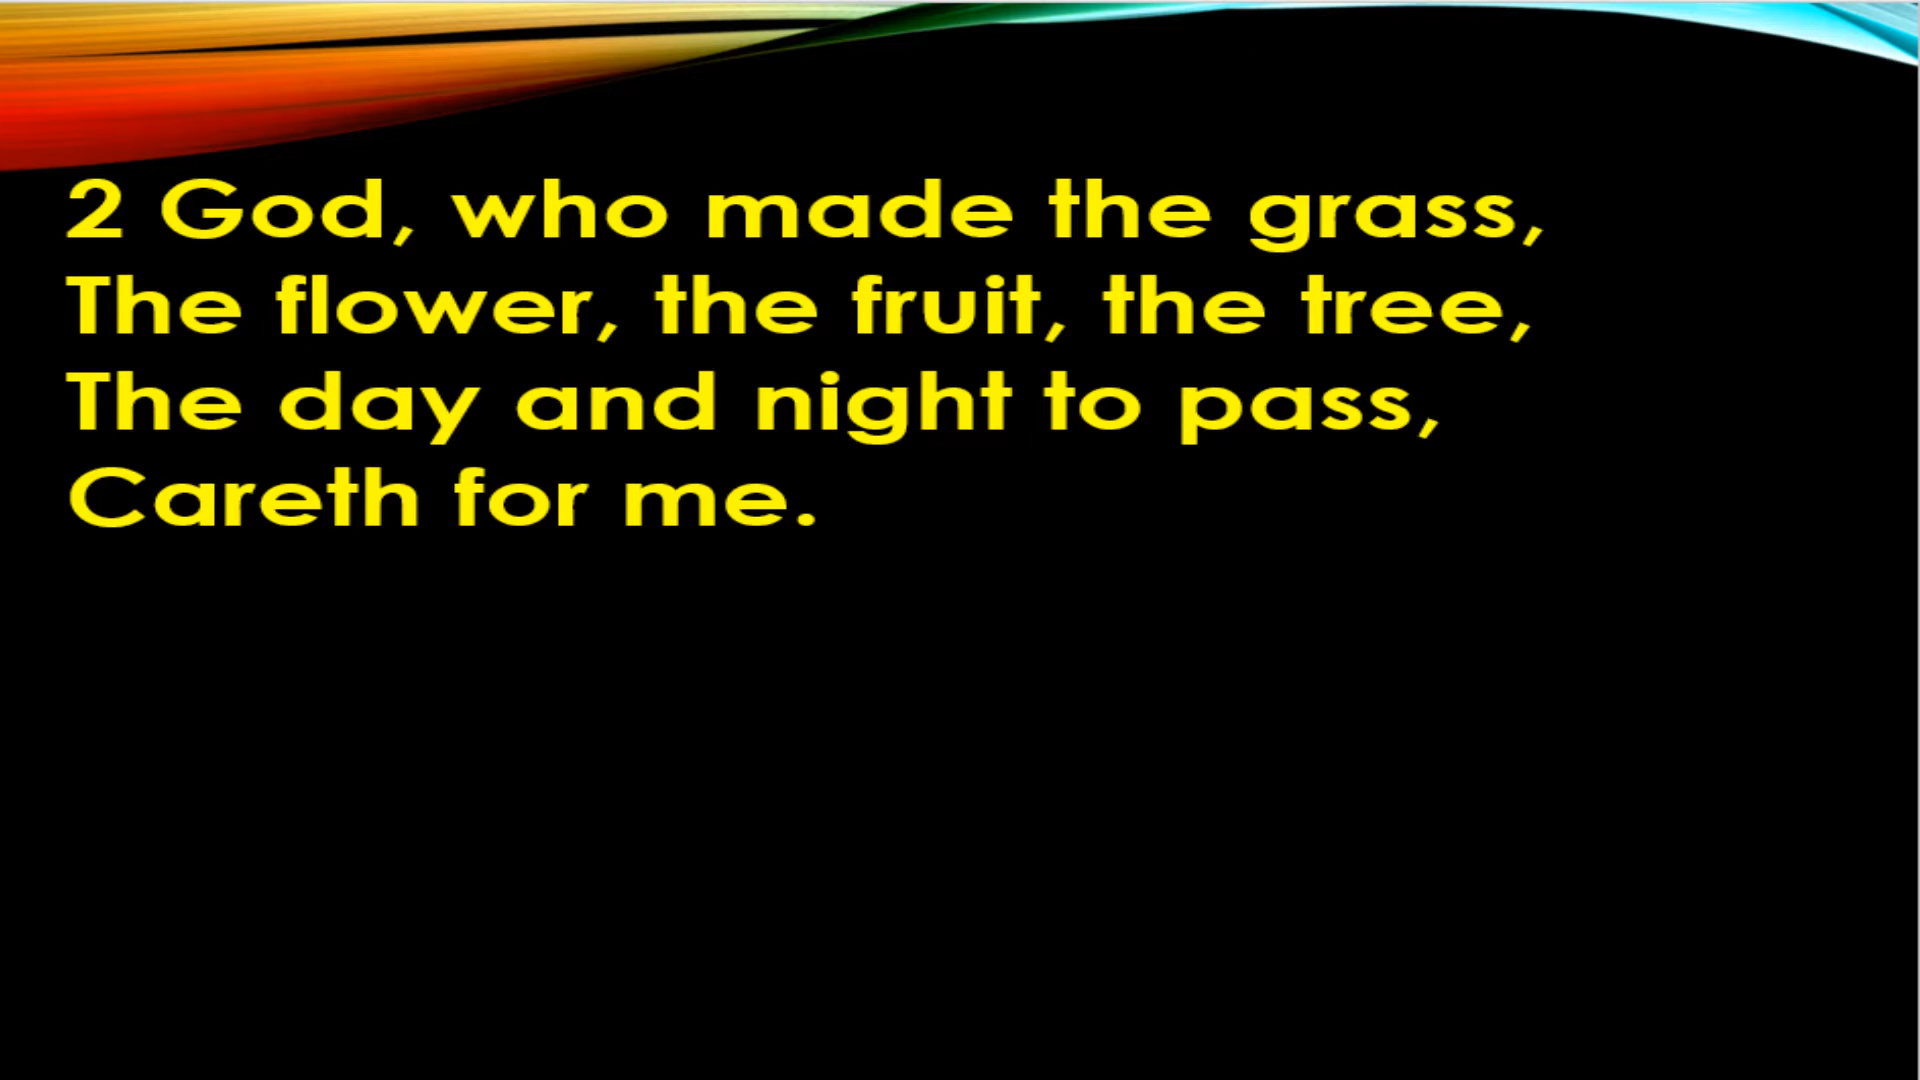 2 God, who made the grass,
The flower, the fruit, the tree,
The day and night to pass,
Careth for me.